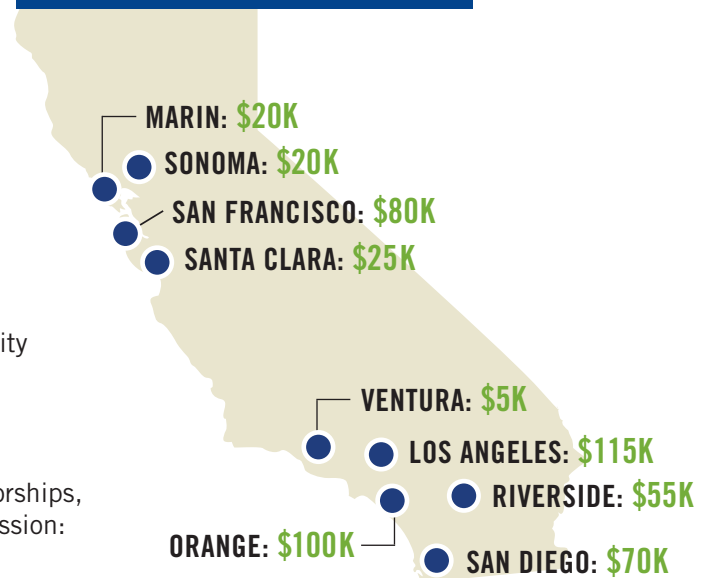 MARIN: $20K
SONOMA: $20K
SAN FRANCISCO: $80K
SANTA CLARA: $25K
ity
VENTURA: $5K
LOS ANGELES: $115K
orships,
RIVERSIDE: $55K
ssion:
ORANGE: $100K
SAN DIEGO: $70K